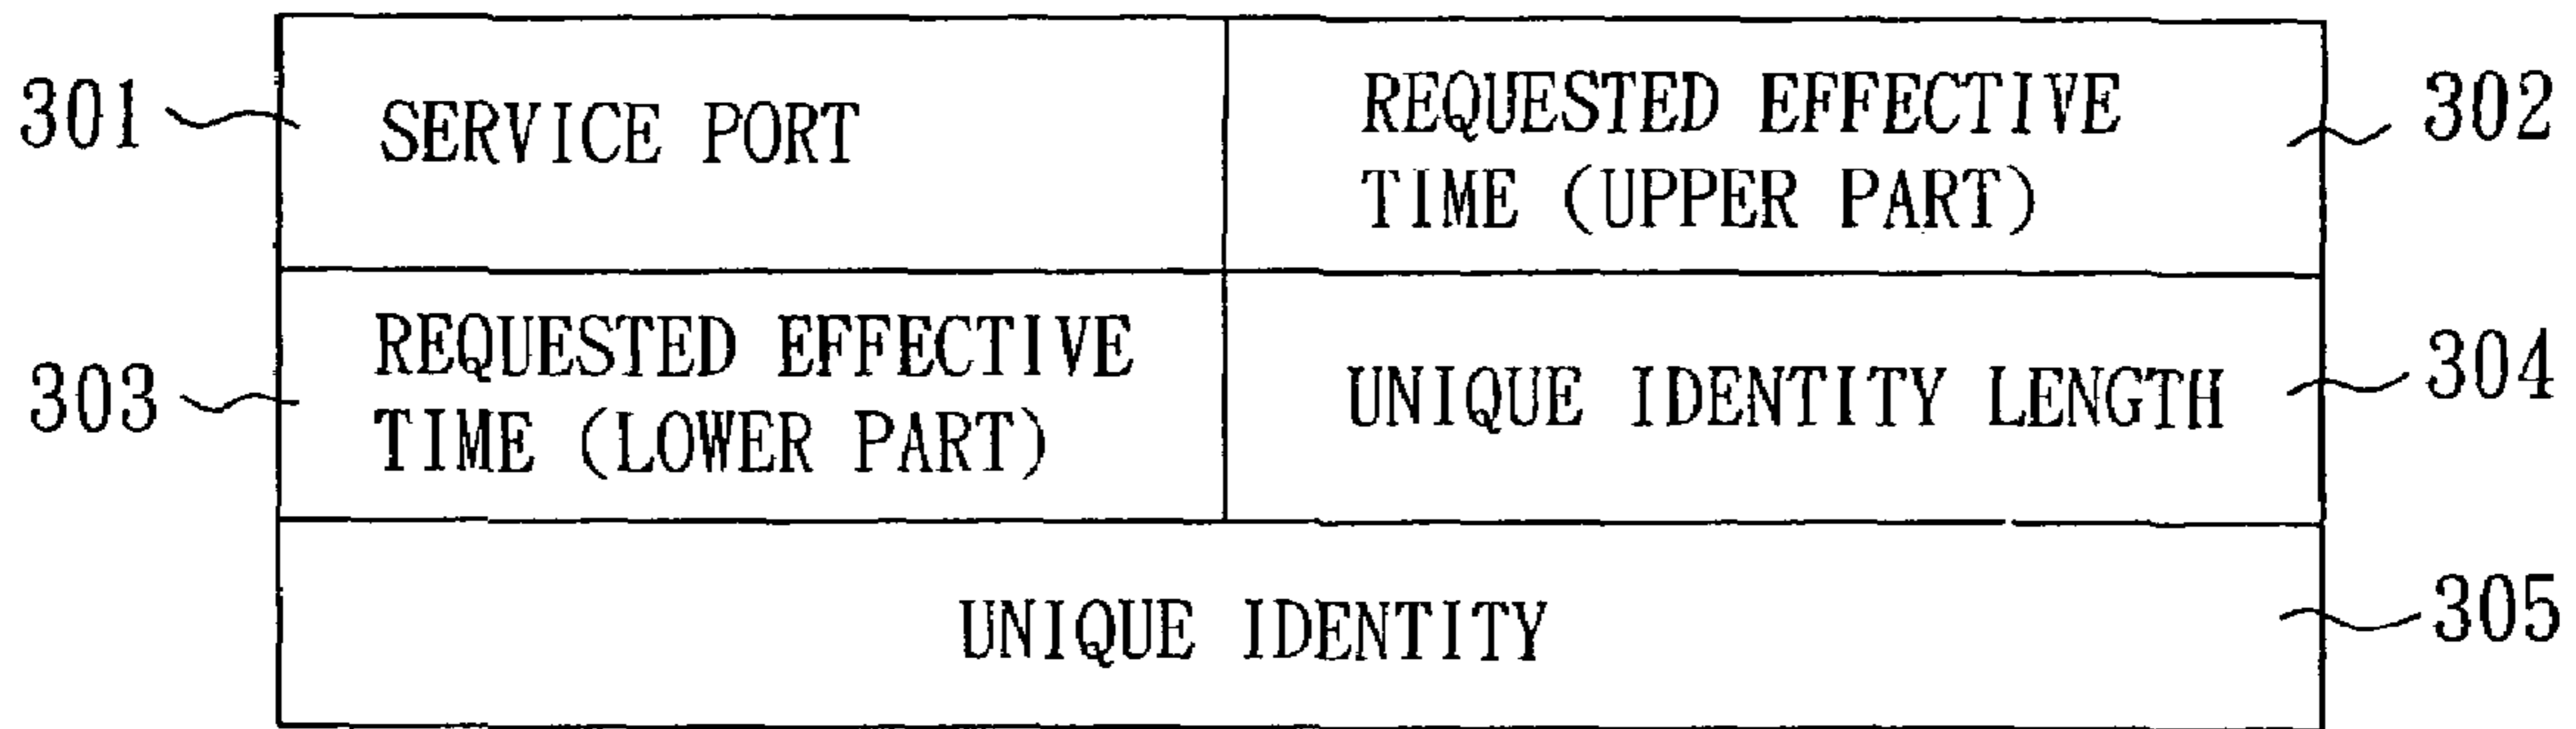 301
SERVICE PORT
REQUESTED EFFECTIVE
TIME (UPPER PART)
302
303
REQUESTED EFFECTIVE
TIME (LOWER PART)
UNIQUE IDENTITY LENGTH
304
UNIQUE IDENTITY
305